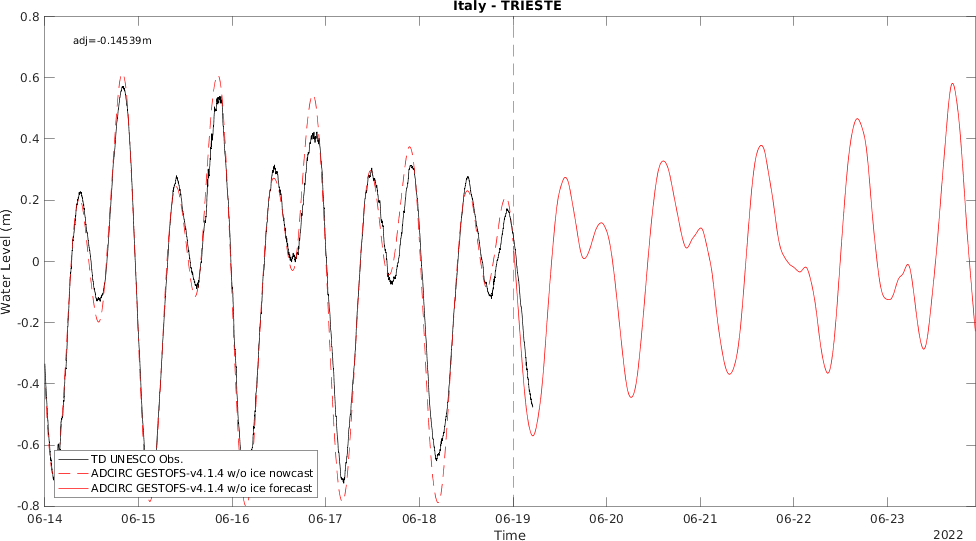 Italy - TRIESTE
adj=-0.14539m
0.8
0.6
0.4
0.2
0
-0.2
-0.4
-0.6
-0.8
Water Level (m)
TD UNESCO Obs.
ADCIRC GESTOFS-v4.1.4 w/o ice nowcast
ADCIRC GESTOFS-v4.1.4 w/o ice forecast
06-14 06-15 06-16 06-17 06-18 06-19 06-20 06-21 06-22 06-23
Time
2022